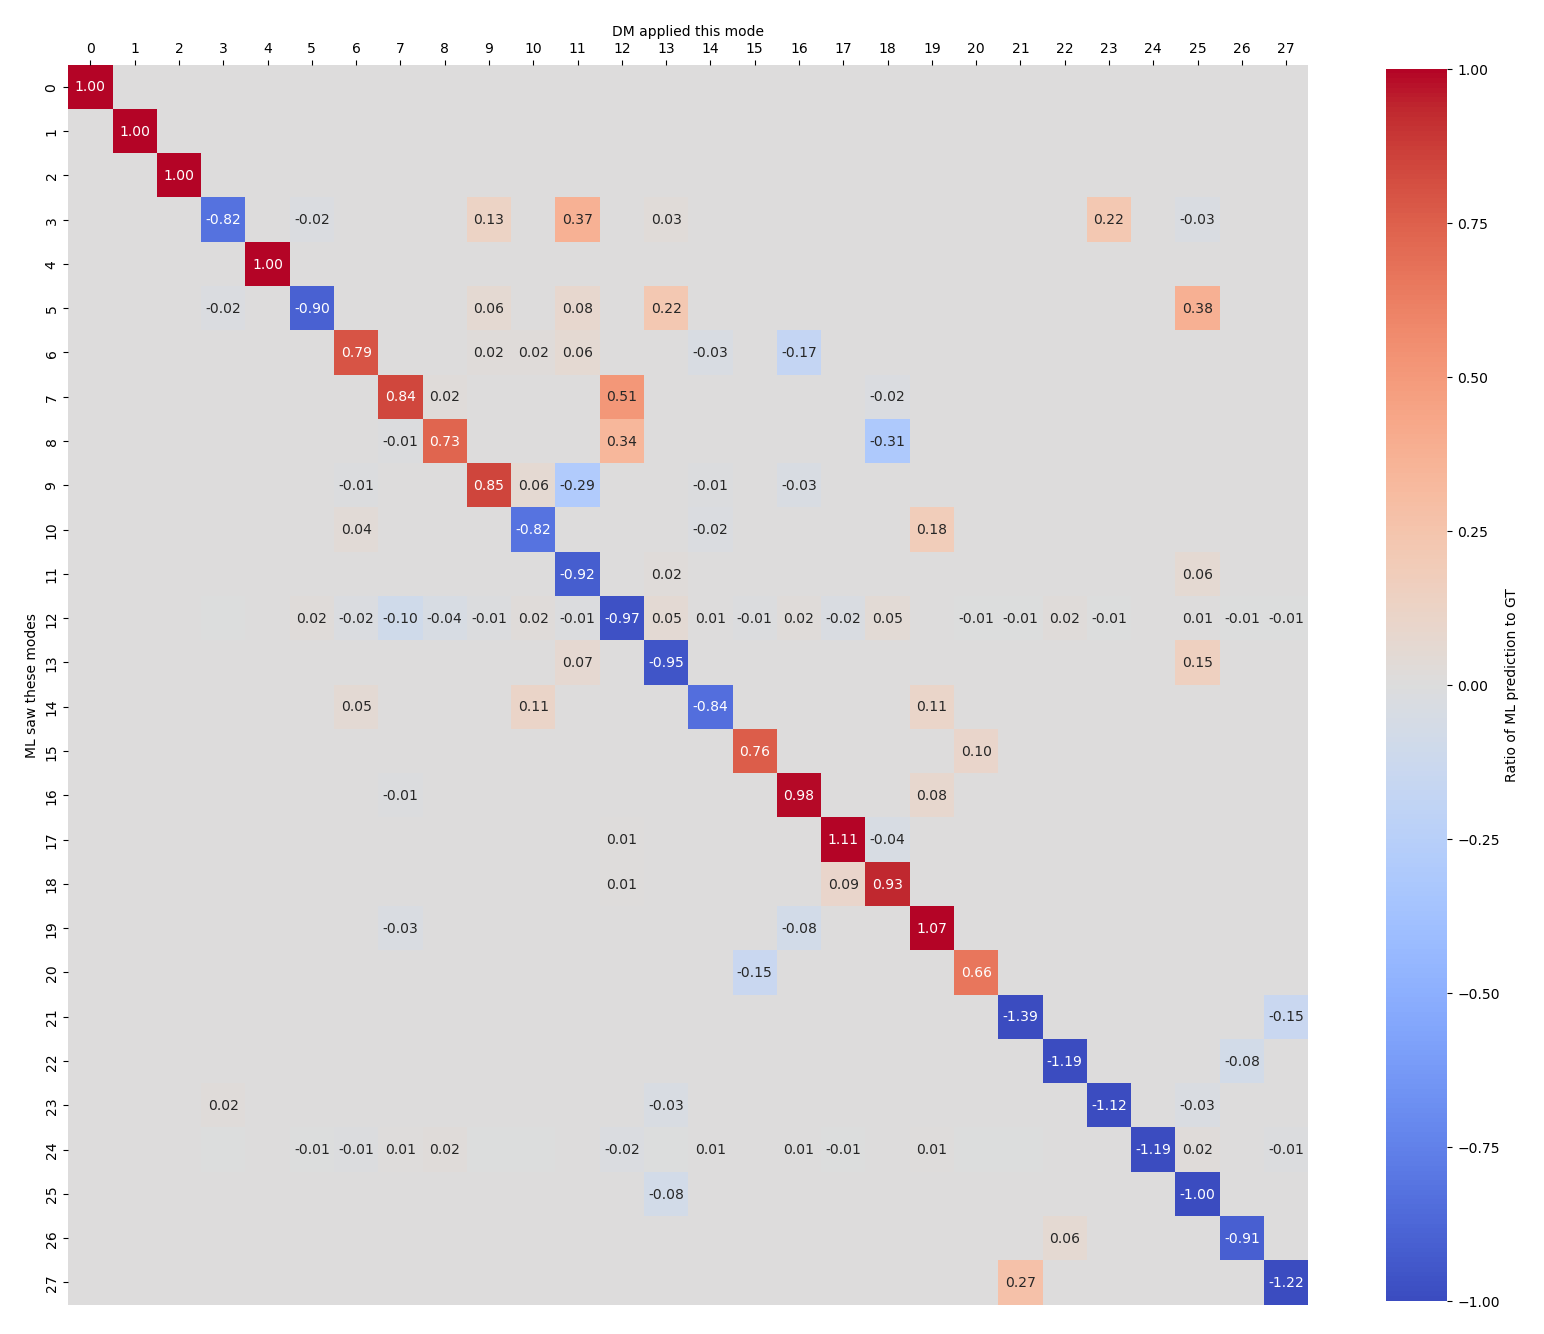 DM applied this mode
0 1 2 3 4 5 6 7 8 9 10 11 12 13 14 15 16 17 18 19 20 21 22 23 24 25 26 27
0 1.00
1 1.00
2 1.00
3 -0.82 -0.02 0.13 0.37 0.03 0.22 -0.03
4 1.00
5 -0.02 -0.90 0.06 0.08 0.22 0.38
6 0.79 0.02 0.02 0.06 -0.03 -0.17
7 0.84 0.02 0.51 -0.02
8 -0.01 0.73 0.34 -0.31
9 -0.01 0.85 0.06 -0.29 -0.01 -0.03
10 0.04 -0.82 -0.02 0.18
11 -0.92 0.02 0.06
12 0.02 -0.02 -0.10 -0.04 -0.01 0.02 -0.01 -0.97 0.05 0.01 -0.01 0.02 -0.02 0.05 -0.01 -0.01 0.02 -0.01 0.01 -0.01 -0.01
13 0.07 -0.95 0.15
14 0.05 0.11 -0.84 0.11
15 0.76 0.10
16 -0.01 0.98 0.08
17 0.01 1.11 -0.04
18 0.01 0.09 0.93
19 -0.03 -0.08 1.07
20 -0.15 0.66
21 -1.39 -0.15
22 -1.19 -0.08
23 0.02 -0.03 -1.12 -0.03
24 -0.01 -0.01 0.01 0.02 -0.02 0.01 0.01 -0.01 0.01 -1.19 0.02 -0.01
25 -0.08 -1.00
26 0.06 -0.91
27 0.27 -1.22
ML saw these modes
1.00
0.75
0.50
0.25
0.00
−0.25
−0.50
−0.75
−1.00
Ratio of ML prediction to GT